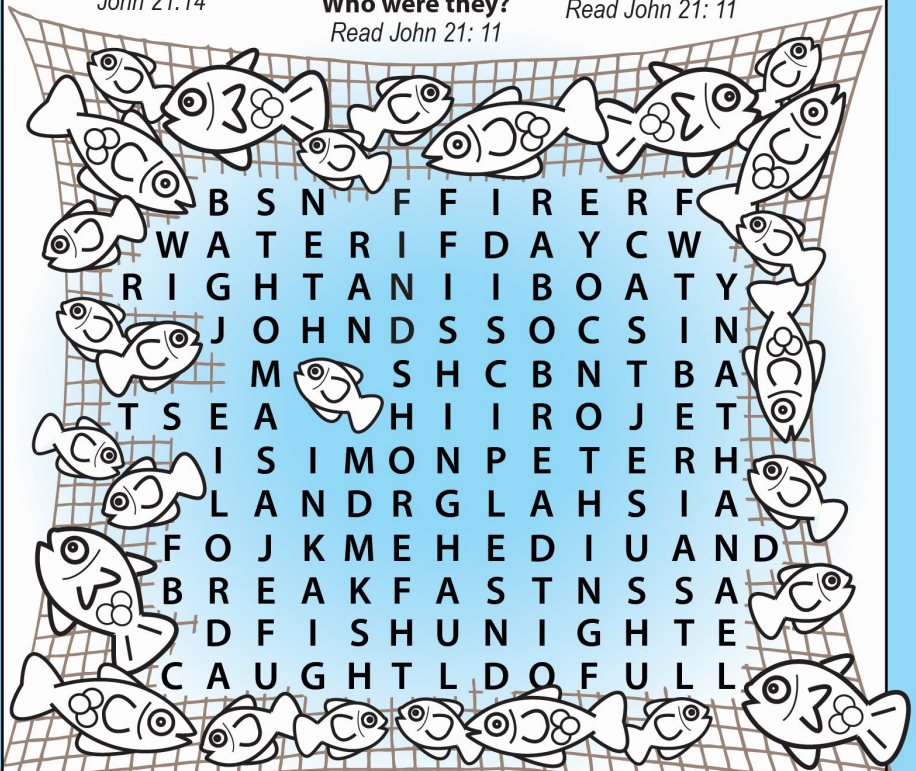 John 21:14
Who were they?
Read John 21: 11
Read John 21: 11
B S N F F I R E R F
W A T E R I F D A Y C W
R I G H T A N I I B O A T Y
J O H N D S S O C S I N
M S H C B N T B A
T S E A H I I R O J E T
I S I M O N P E T E R H
L A N D R G L A H S I A
F O J K M E H E D I U A N D
B R E A K F A S T N S S A
D F I S H U N I G H T E
C A U G H T L D O F U L L